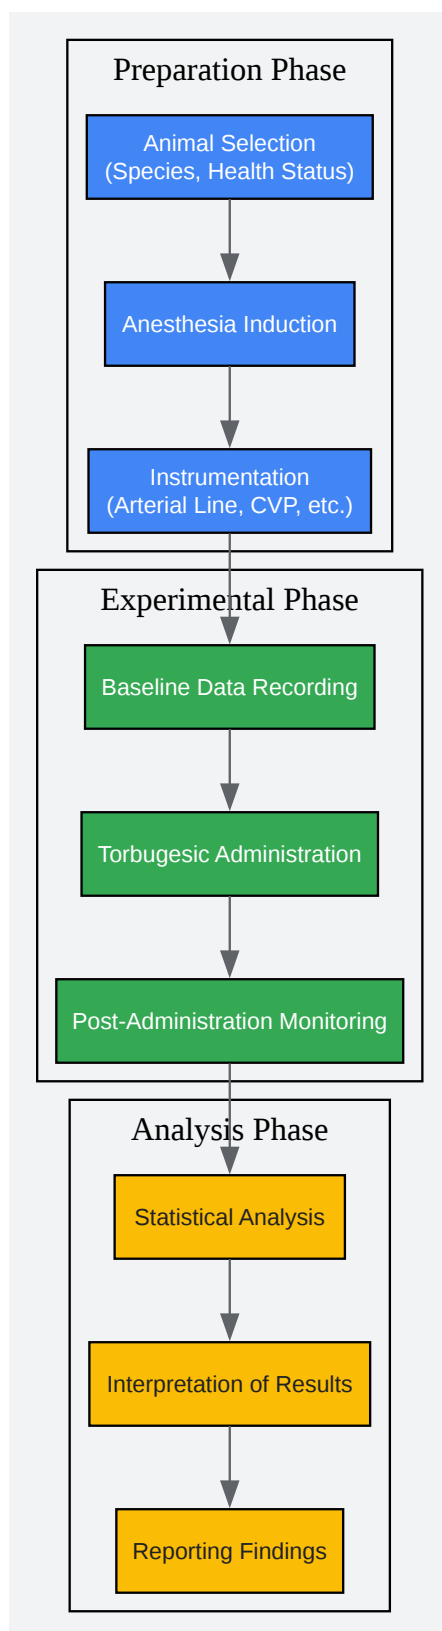 Preparation Phase
Animal Selection
(Species, Health Status)
Anesthesia Induction
Instrumentation
(Arterial Line, CVP, etc.)
Experimental Phase
Baseline Data Recording
Torbugesic Administration
Post-Administration Monitoring
Analysis Phase
Statistical Analysis
Interpretation of Results
Reporting Findings